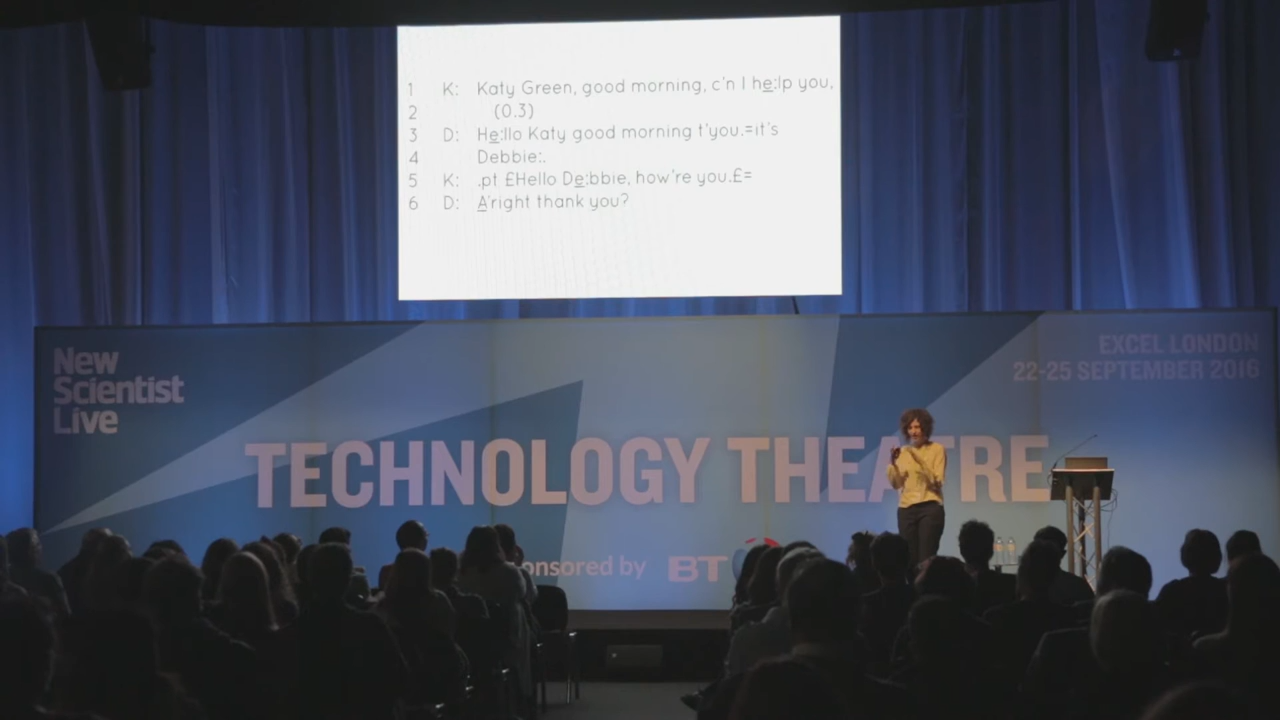 1 K: Katy Green, good morning, c'n I he:lp you,
2 (0.3)
3 D: He:llo Katy good morning t'you.=it's
4 Debbie:.
5 K: .pt £Hello De:bbie, how're you.£=
6 D: A'right thank you?
New
Scientist
Live
EXCEL LONDON
22-25 SEPTEMBER 2016
TECHNOLOGY THEATRE
onsored by BT